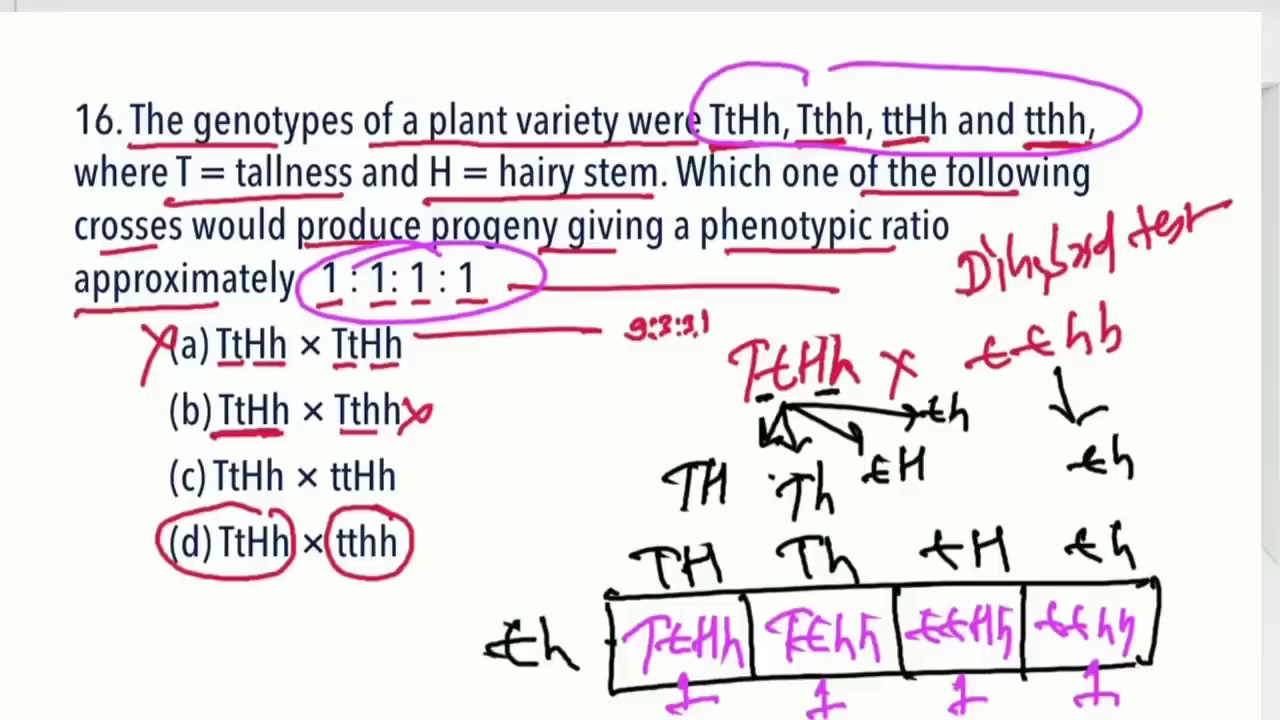 16. The genotypes of a plant variety were TtHh, Tthh, ttHh and tthh,
where T = tallness and H = hairy stem. Which one of the following
crosses would produce progeny giving a phenotypic ratio
approximately 1 : 1: 1 : 1
(a) TtHh × TtHh
9:3:3:1
(b) TtHh × Tthh
(c) TtHh × ttHh
(d) TtHh × tthh
Dihybrid test
TtHh × tthh
TH Th tH th
th
TH Th tH th
th
TtHh Tthh ttHh tthh
1 1 1 1